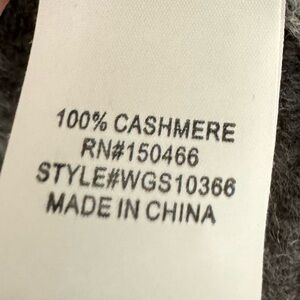 100% CASHMERE
RN#150466
STYLE#WGS10366
MADE IN CHINA